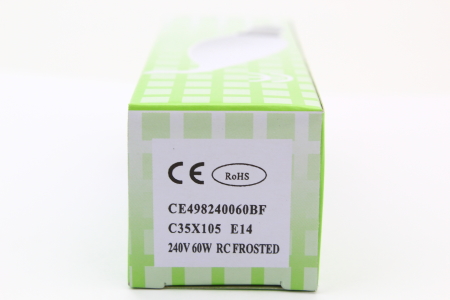 CE RoHS
CE498240060BF
C35X105 E14
240V 60W RC FROSTED